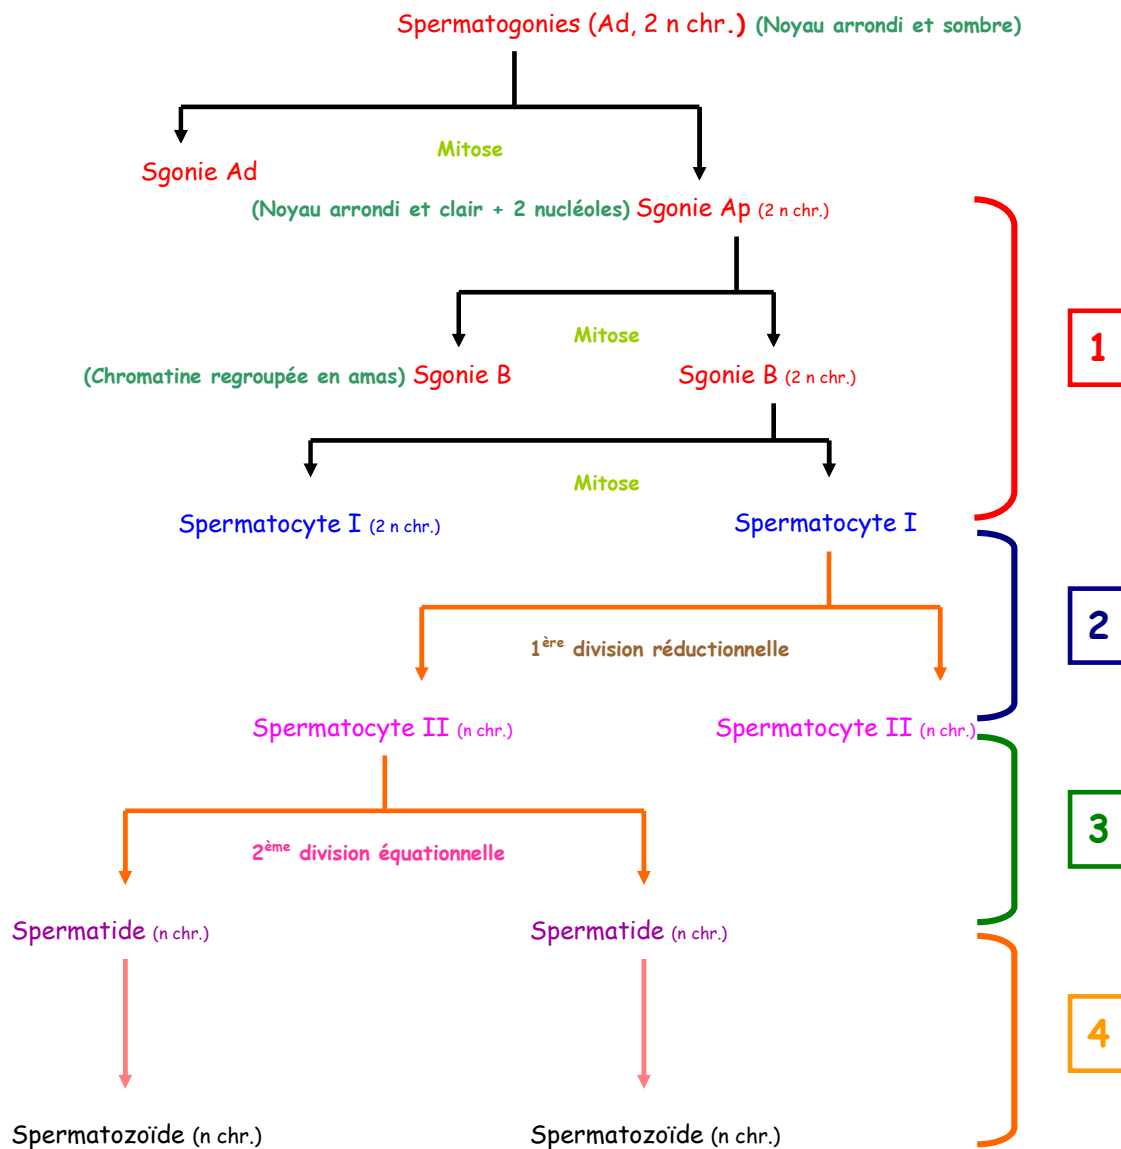 Spermatogonies (Ad, 2 n chr.) (Noyau arrondi et sombre)
Mitose
Sgonie Ad
(Noyau arrondi et clair + 2 nucléoles) Sgonie Ap (2 n chr.)
1
Mitose
(Chromatine regroupée en amas) Sgonie B
Sgonie B (2 n chr.)
Mitose
Spermatocyte I (2 n chr.)
Spermatocyte I
2
1ère division réductionnelle
Spermatocyte II (n chr.)
Spermatocyte II (n chr.)
3
2ème division équationnelle
Spermatide (n chr.)
Spermatide (n chr.)
4
Spermatozoïde (n chr.)
Spermatozoïde (n chr.)